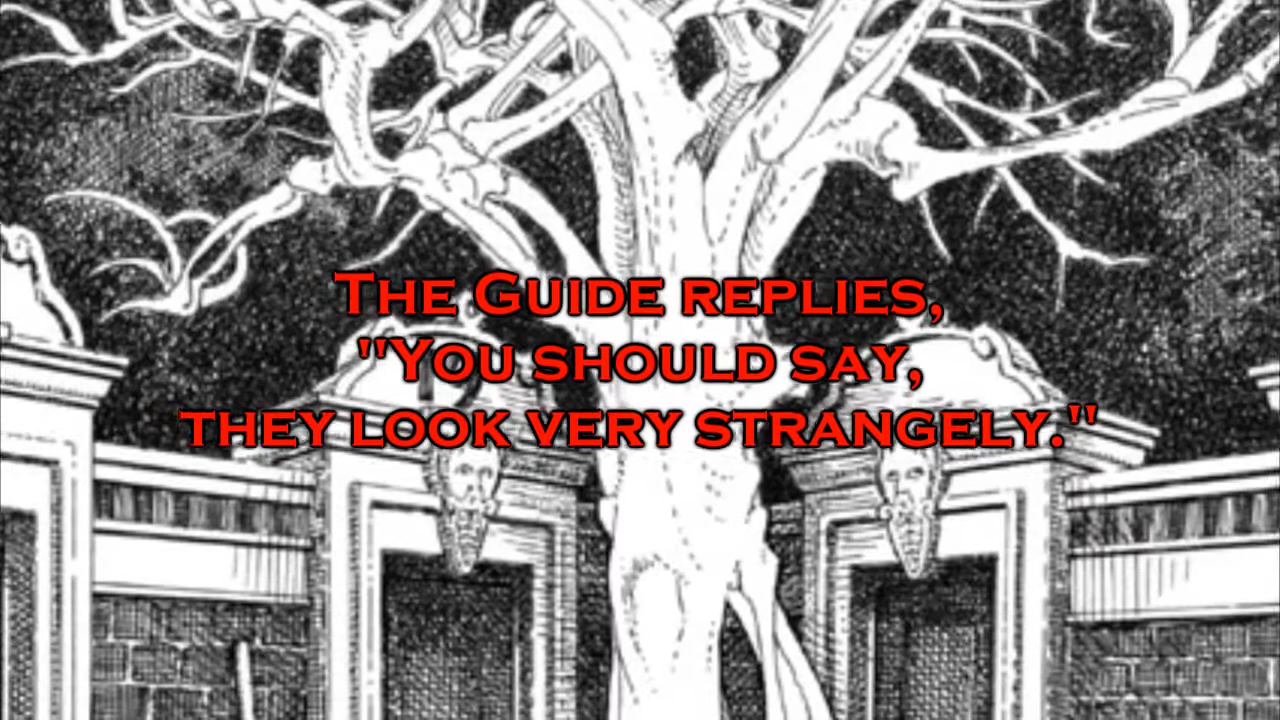 The Guide replies,
"You should say,
they look very strangely."